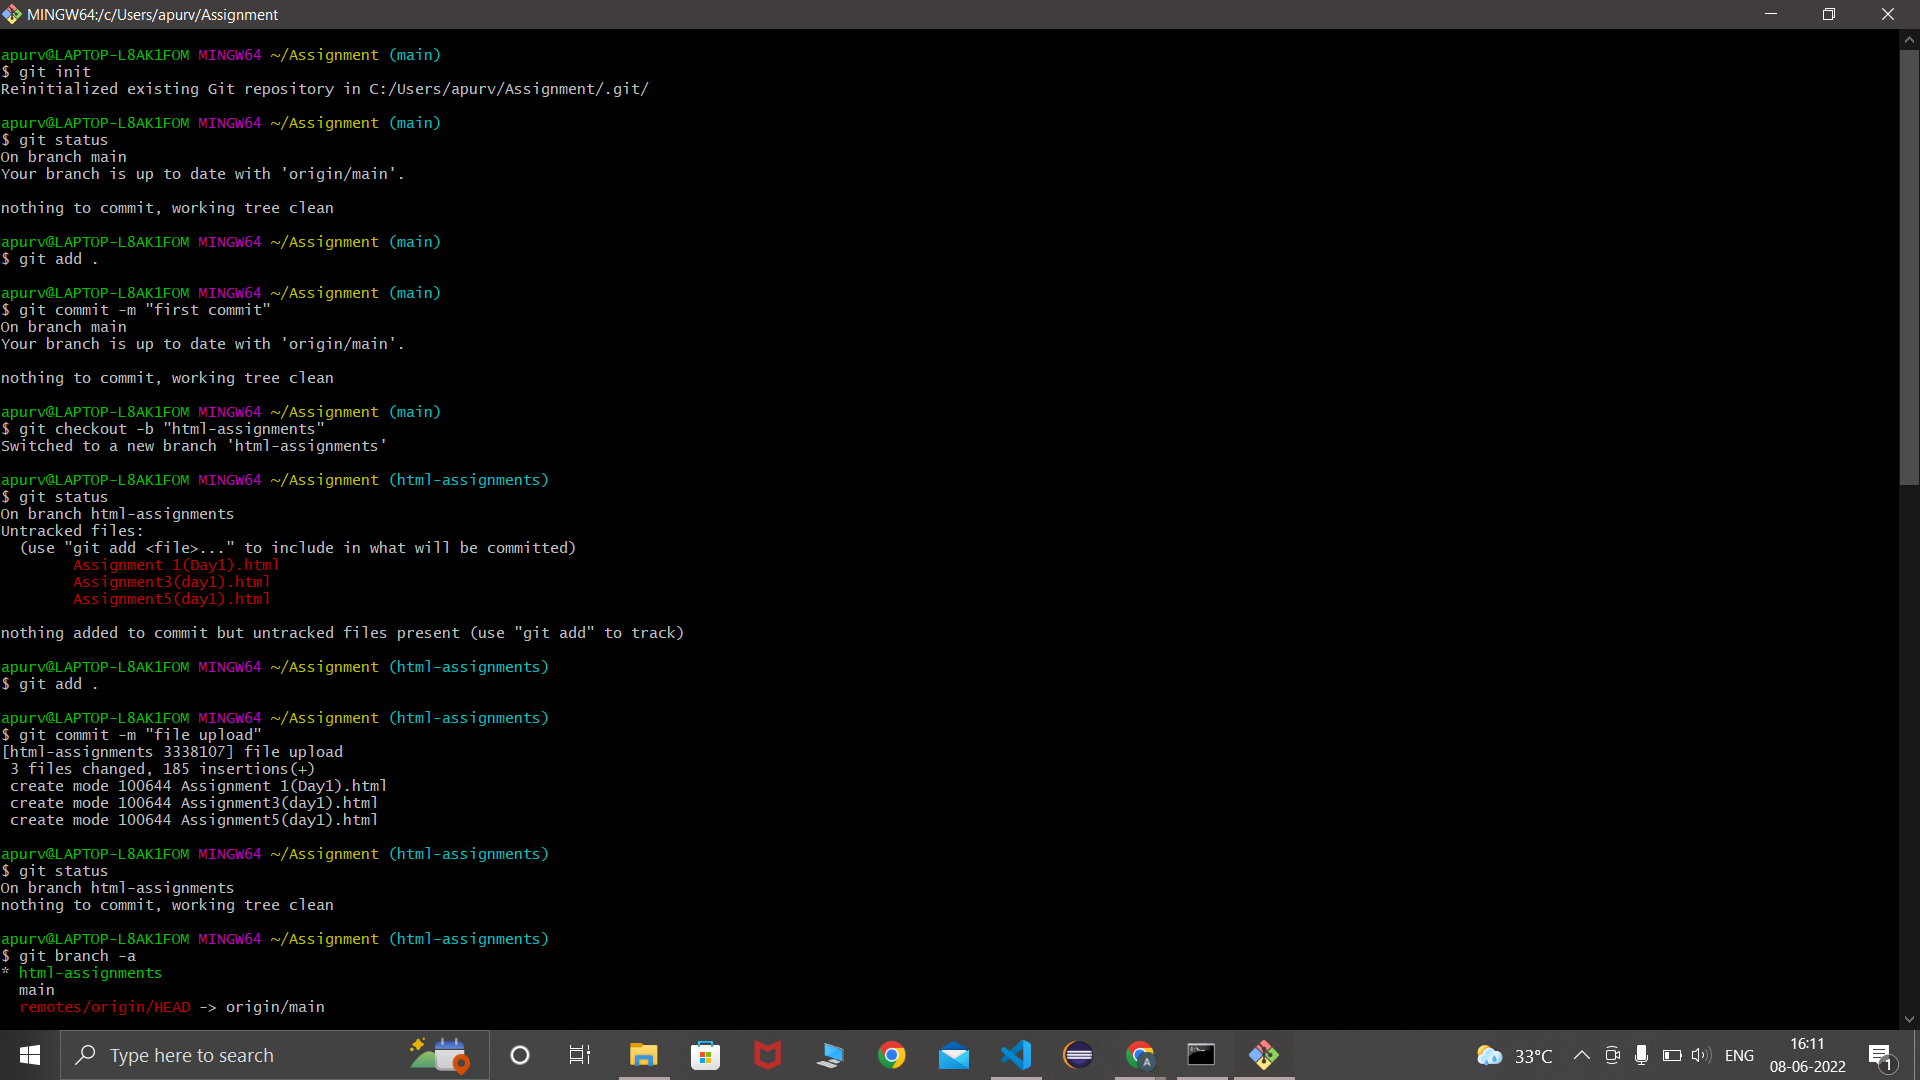 MINGW64:/c/Users/apurv/Assignment
apurv@LAPTOP-L8AK1FOM MINGW64 ~/Assignment (main)
$ git init
Reinitialized existing Git repository in C:/Users/apurv/Assignment/.git/
apurv@LAPTOP-L8AK1FOM MINGW64 ~/Assignment (main)
$ git status
On branch main
Your branch is up to date with 'origin/main'.
nothing to commit, working tree clean
apurv@LAPTOP-L8AK1FOM MINGW64 ~/Assignment (main)
$ git add .
apurv@LAPTOP-L8AK1FOM MINGW64 ~/Assignment (main)
$ git commit -m "first commit"
On branch main
Your branch is up to date with 'origin/main'.
nothing to commit, working tree clean
apurv@LAPTOP-L8AK1FOM MINGW64 ~/Assignment (main)
$ git checkout -b "html-assignments"
Switched to a new branch 'html-assignments'
apurv@LAPTOP-L8AK1FOM MINGW64 ~/Assignment (html-assignments)
$ git status
On branch html-assignments
Untracked files:
  (use "git add <file>..." to include in what will be committed)
        Assignment 1(Day1).html
        Assignment3(day1).html
        Assignment5(day1).html
nothing added to commit but untracked files present (use "git add" to track)
apurv@LAPTOP-L8AK1FOM MINGW64 ~/Assignment (html-assignments)
$ git add .
apurv@LAPTOP-L8AK1FOM MINGW64 ~/Assignment (html-assignments)
$ git commit -m "file upload"
[html-assignments 3338107] file upload
 3 files changed, 185 insertions(+)
 create mode 100644 Assignment 1(Day1).html
 create mode 100644 Assignment3(day1).html
 create mode 100644 Assignment5(day1).html
apurv@LAPTOP-L8AK1FOM MINGW64 ~/Assignment (html-assignments)
$ git status
On branch html-assignments
nothing to commit, working tree clean
apurv@LAPTOP-L8AK1FOM MINGW64 ~/Assignment (html-assignments)
$ git branch -a
* html-assignments
  main
  remotes/origin/HEAD -> origin/main
Type here to search
A
33°C
ENG
16:11
08-06-2022
1